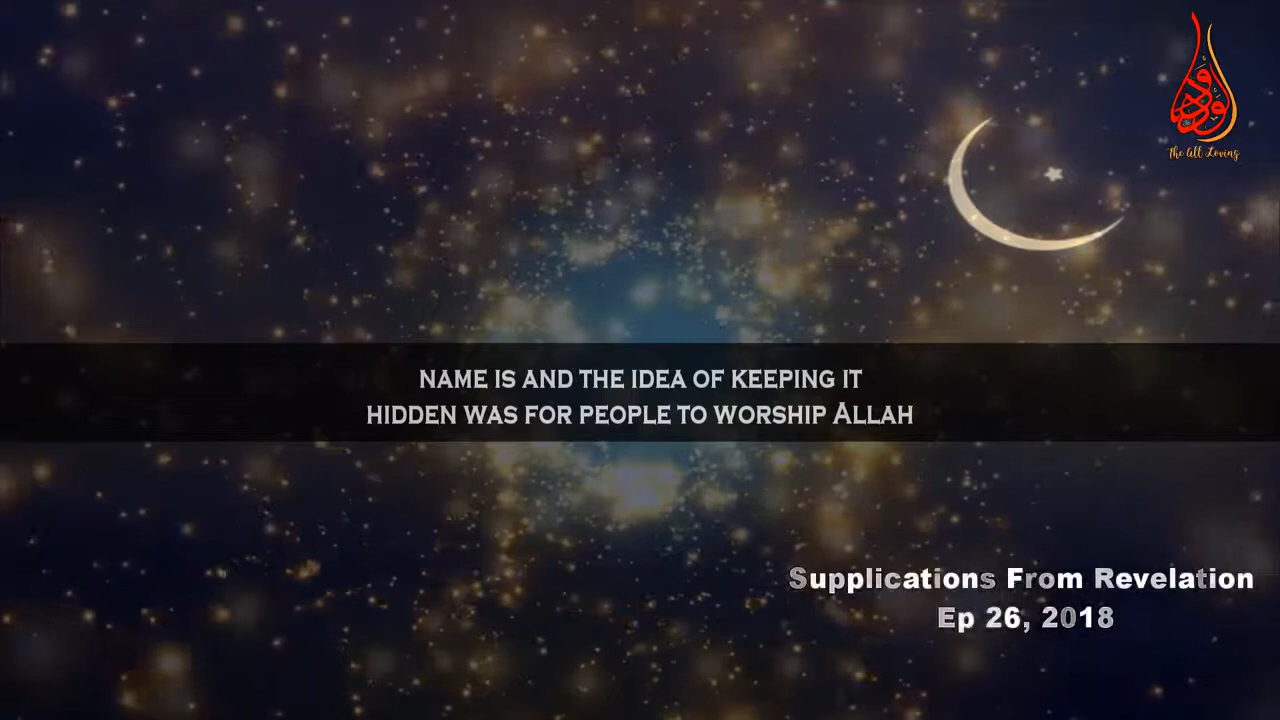 الودود
The All Loving
NAME IS AND THE IDEA OF KEEPING IT
HIDDEN WAS FOR PEOPLE TO WORSHIP ALLAH
Supplications From Revelation
Ep 26, 2018